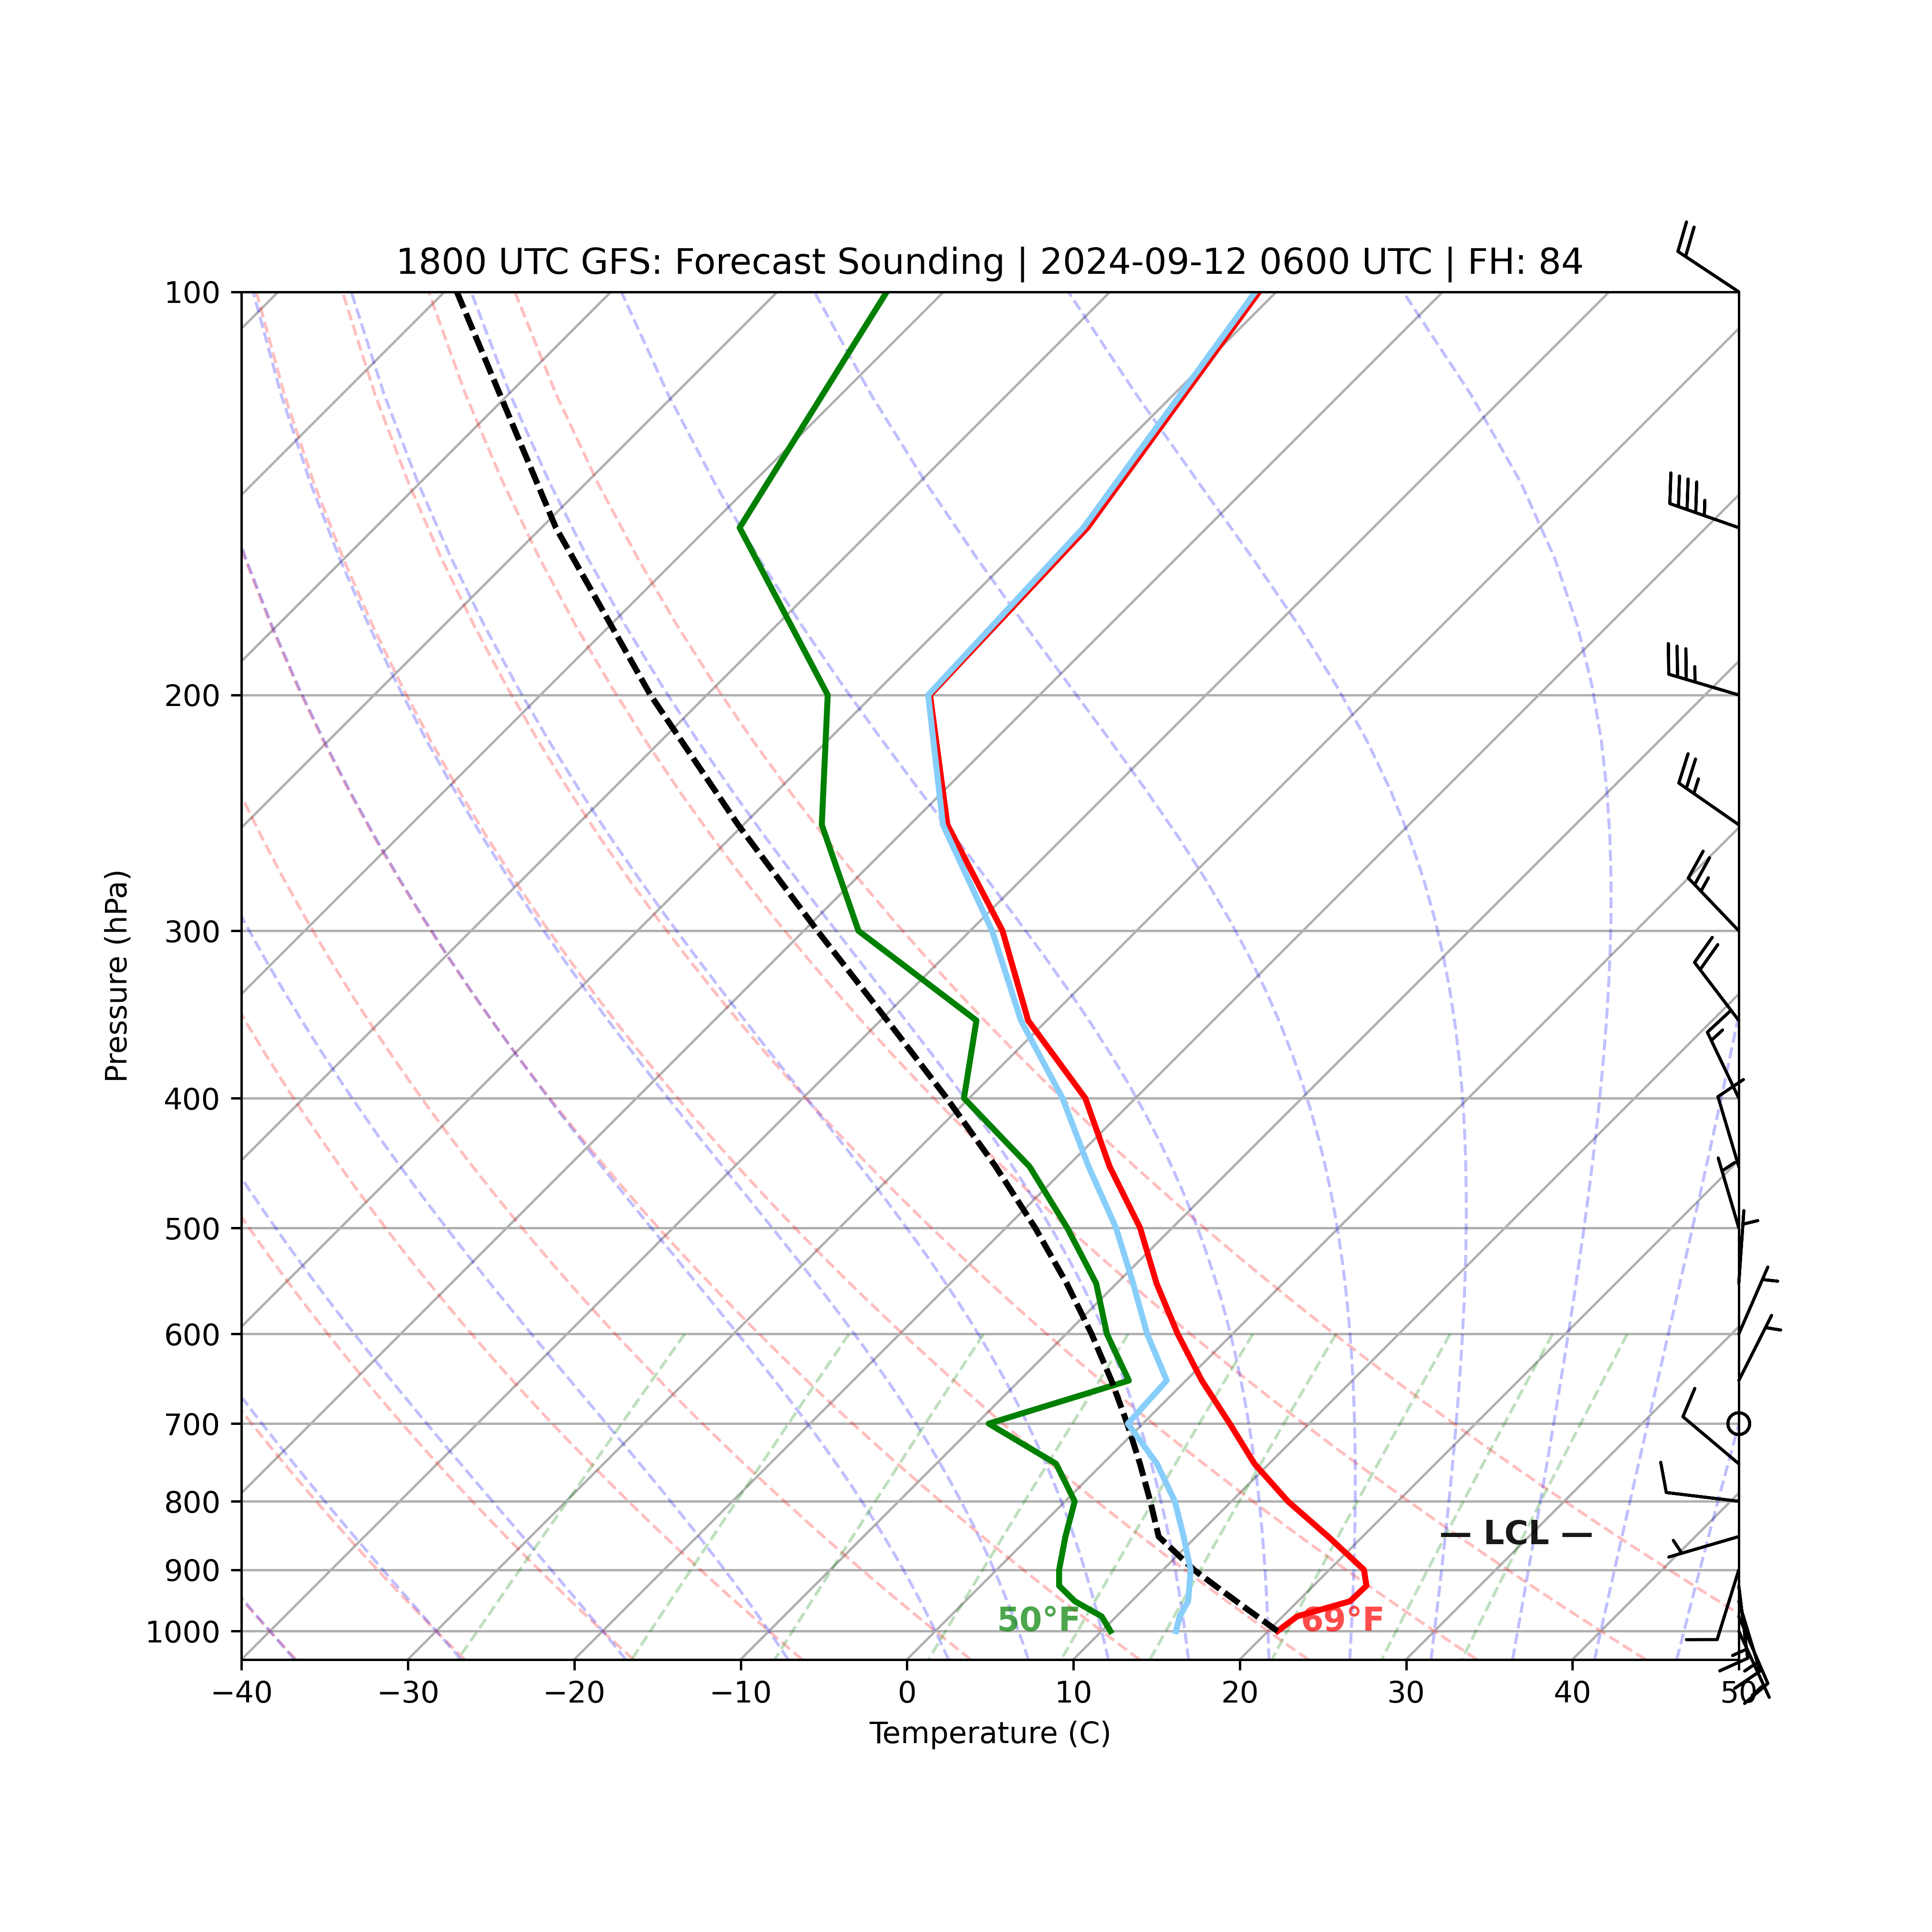 1800 UTC GFS: Forecast Sounding | 2024-09-12 0600 UTC | FH: 84
100
200
300
400
500
600
700
800
900
1000
Pressure (hPa)
— LCL —
50°F
69°F
−40 −30 −20 −10 0 10 20 30 40 50
Temperature (C)